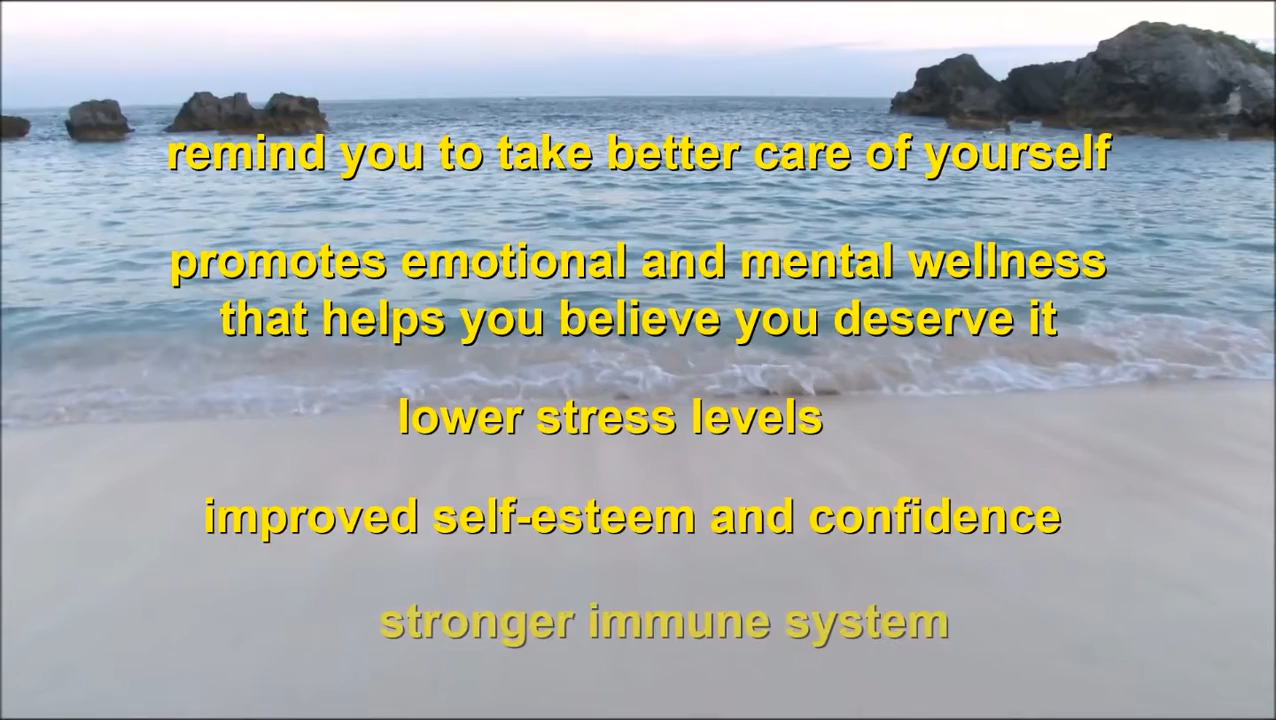 remind you to take better care of yourself
promotes emotional and mental wellness
that helps you believe you deserve it
lower stress levels
improved self-esteem and confidence
stronger immune system